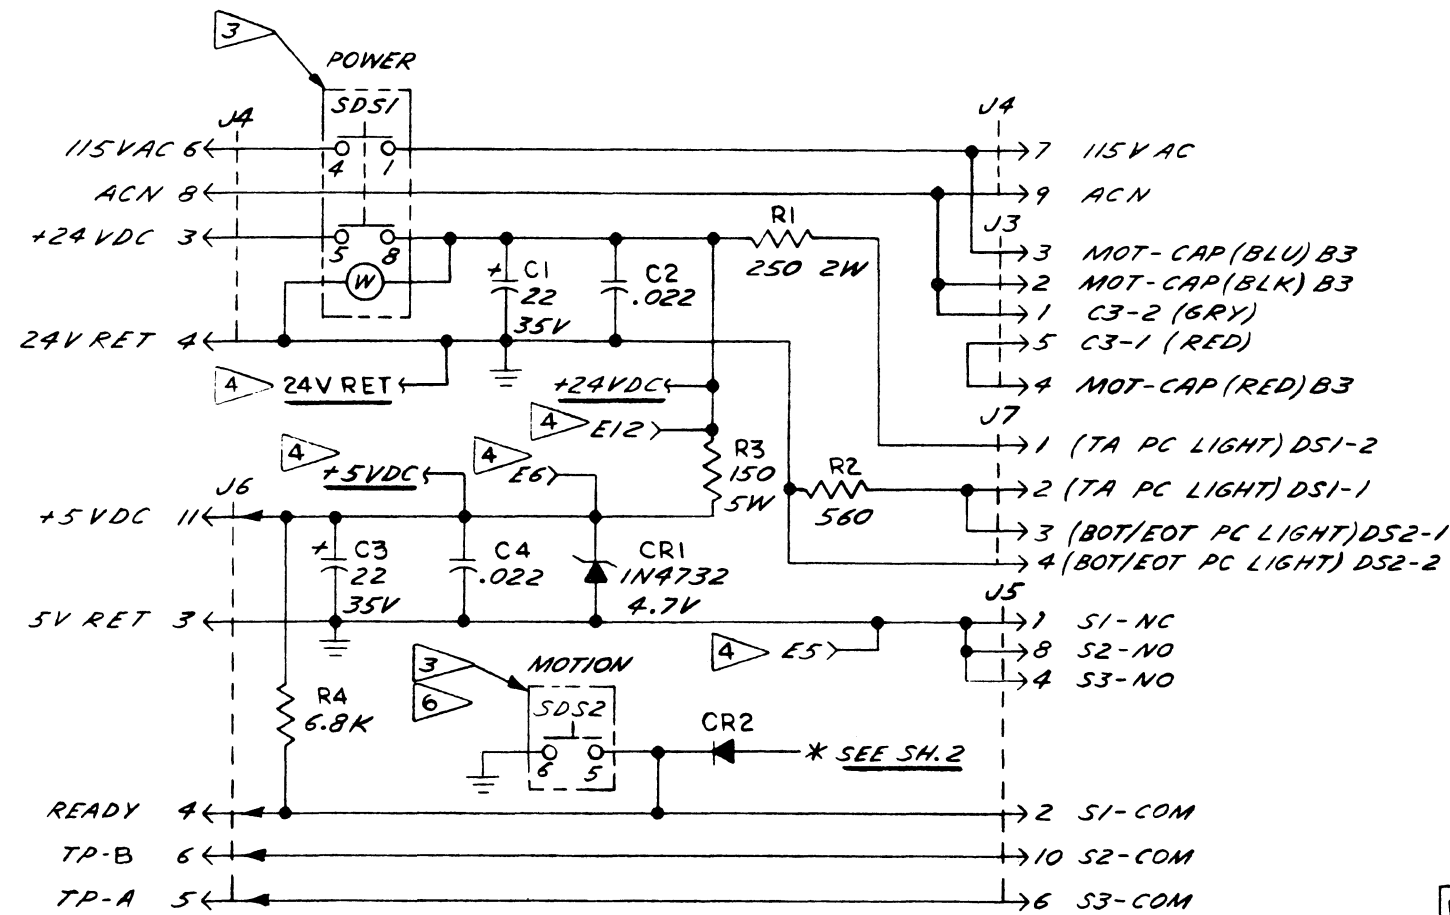 3
POWER
SDS1
J4
J4
115VAC 6
4
1
7 115VAC
ACN 8
9 ACN
+24VDC 3
5
8
R1
250 2W
J3
W
+
C1
22
35V
C2
.022
3 MOT-CAP(BLU)B3
2 MOT-CAP(BLK)B3
1 C3-2 (GRY)
24V RET 4
5 C3-1 (RED)
4
24V RET
+24VDC
4 MOT-CAP(RED)B3
4
E12
J7
1 (TA PC LIGHT)DS1-2
4
+5VDC
4
E6
R3
150
5W
R2
560
2 (TA PC LIGHT)DS1-1
J6
+5VDC 11
3 (BOT/EOT PC LIGHT)DS2-1
+
C3
22
35V
C4
.022
CR1
1N4732
4.7V
4 (BOT/EOT PC LIGHT) DS2-2
J5
5V RET 3
S1-NC
4
E5
8 S2-NO
3
6
MOTION
4 S3-NO
R4
6.8K
SDS2
6
5
CR2
* SEE SH.2
READY 4
2 S1-COM
TP-B 6
10 S2-COM
TP-A 5
6 S3-COM